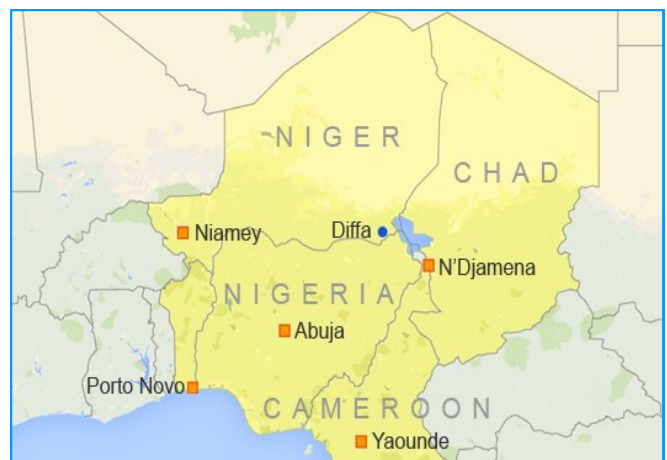 NIGER
CHAD
Niamey
Diffa
N'Djamena
NIGERIA
Abuja
Porto Novo
CAMEROON
Yaounde